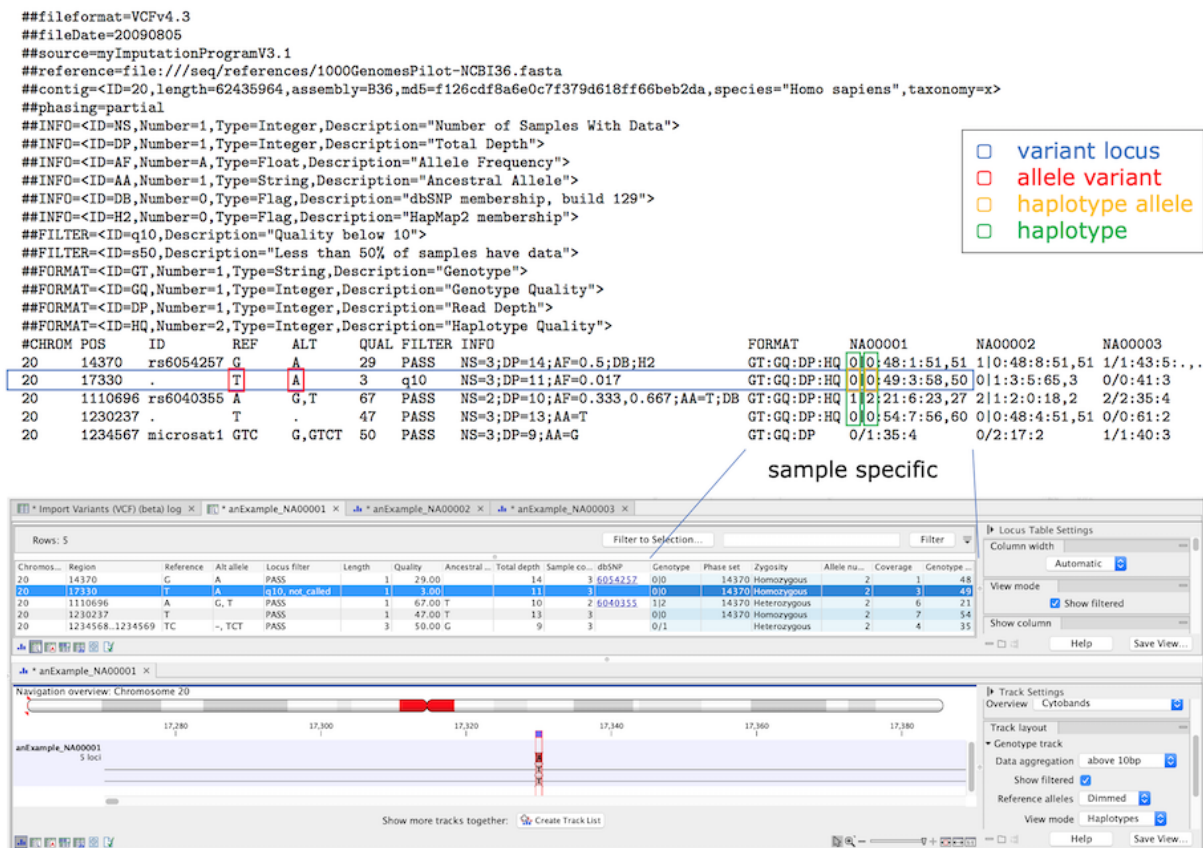 ##fileformat=VCFv4.3
##fileDate=20090805
##source=myImputationProgramV3.1
##reference=file:///seq/references/1000GenomesPilot-NCBI36.fasta
##contig=<ID=20,length=62435964,assembly=B36,md5=f126cdf8a6e0c7f379d618ff66beb2da,species="Homo sapiens",taxonomy=x>
##phasing=partial
##INFO=<ID=NS,Number=1,Type=Integer,Description="Number of Samples With Data">
##INFO=<ID=DP,Number=1,Type=Integer,Description="Total Depth">
##INFO=<ID=AF,Number=A,Type=Float,Description="Allele Frequency">
##INFO=<ID=AA,Number=1,Type=String,Description="Ancestral Allele">
##INFO=<ID=DB,Number=0,Type=Flag,Description="dbSNP membership, build 129">
##INFO=<ID=H2,Number=0,Type=Flag,Description="HapMap2 membership">
##FILTER=<ID=q10,Description="Quality below 10">
##FILTER=<ID=s50,Description="Less than 50% of samples have data">
##FORMAT=<ID=GT,Number=1,Type=String,Description="Genotype">
##FORMAT=<ID=GQ,Number=1,Type=Integer,Description="Genotype Quality">
##FORMAT=<ID=DP,Number=1,Type=Integer,Description="Read Depth">
##FORMAT=<ID=HQ,Number=2,Type=Integer,Description="Haplotype Quality">
variant locus
allele variant
haplotype allele
haplotype
#CHROM POS ID REF ALT QUAL FILTER INFO FORMAT NA00001 NA00002 NA00003
20 14370 rs6054257 G A 29 PASS NS=3;DP=14;AF=0.5;DB;H2 GT:GQ:DP:HQ 0|0:48:1:51,51 1|0:48:8:51,51 1/1:43:5:.,.
20 17330 . T A 3 q10 NS=3;DP=11;AF=0.017 GT:GQ:DP:HQ 0|0:49:3:58,50 0|1:3:5:65,3 0/0:41:3
20 1110696 rs6040355 A G,T 67 PASS NS=2;DP=10;AF=0.333,0.667;AA=T;DB GT:GQ:DP:HQ 1|2:21:6:23,27 2|1:2:0:18,2 2/2:35:4
20 1230237 . T . 47 PASS NS=3;DP=13;AA=T GT:GQ:DP:HQ 0|0:54:7:56,60 0|0:48:4:51,51 0/0:61:2
20 1234567 microsat1 GTC G,GTCT 50 PASS NS=3;DP=9;AA=G GT:GQ:DP 0/1:35:4 0/2:17:2 1/1:40:3
sample specific
* Import Variants (VCF) (beta) log × * anExample_NA00001 × * anExample_NA00002 × * anExample_NA00003 ×
Rows: 5 Filter to Selection... Filter
Chromos... Region Reference Alt allele Locus filter Length Quality Ancestral ... Total depth Sample co... dbSNP Genotype Phase set Zygosity Allele nu... Coverage Genotype ...
20 14370 G A PASS 1 29.00 14 3 6054257 0|0 14370 Homozygous 2 1 48
20 17330 T A q10, not_called 1 3.00 11 3 0|0 14370 Homozygous 2 3 49
20 1110696 A G, T PASS 1 67.00 T 10 2 6040355 1|2 14370 Heterozygous 2 6 21
20 1230237 T PASS 1 47.00 T 13 3 0|0 14370 Homozygous 2 7 54
20 1234568..1234569 TC -, TCT PASS 3 50.00 G 9 3 0/1 Heterozygous 2 4 35
Locus Table Settings
Column width
Automatic
View mode
Show filtered
Show column
Help Save View...
* anExample_NA00001 ×
Navigation overview: Chromosome 20
17,280 17,300 17,320 17,340 17,360 17,380
anExample_NA00001
5 loci
Show more tracks together: Create Track List
Track Settings
Overview Cytobands
Track layout
Genotype track
Data aggregation above 10bp
Show filtered
Reference alleles Dimmed
View mode Haplotypes
Help Save View...